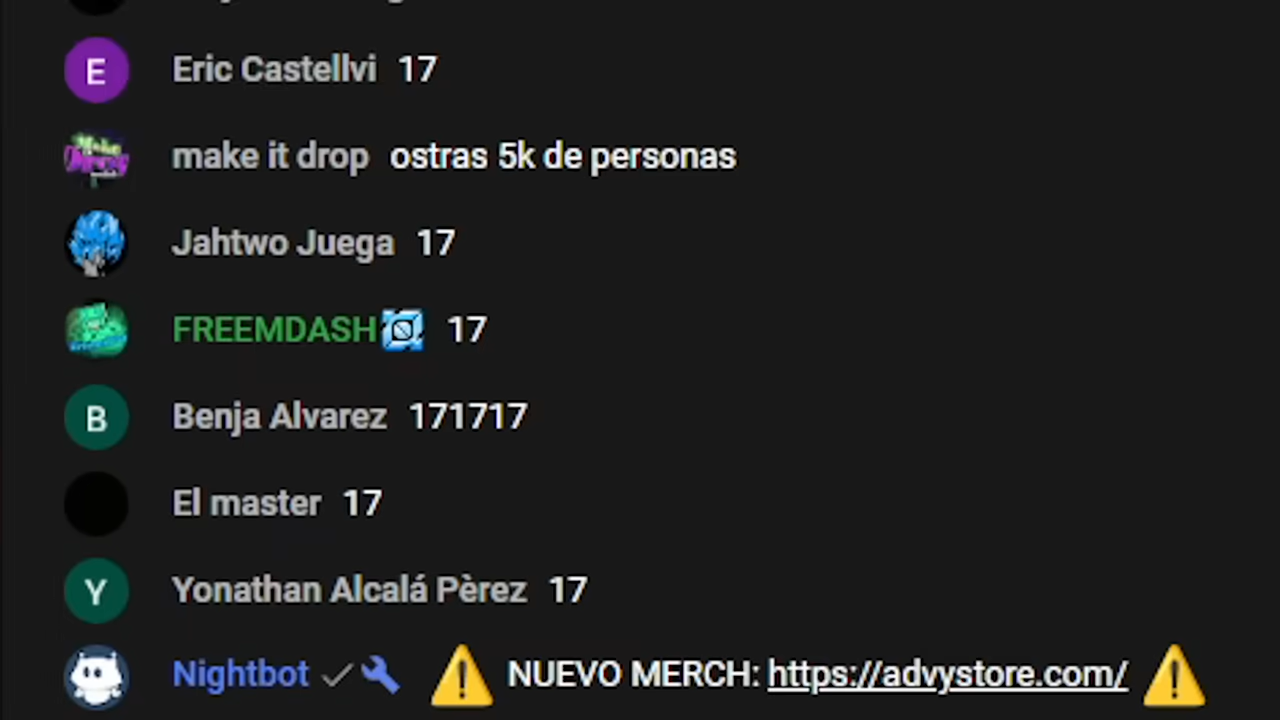 E Eric Castellvi 17
make it drop ostras 5k de personas
Jahtwo Juega 17
FREEMDASH 17
B Benja Alvarez 171717
El master 17
Y Yonathan Alcalá Pèrez 17
Nightbot ⚠️ NUEVO MERCH: https://advystore.com/ ⚠️